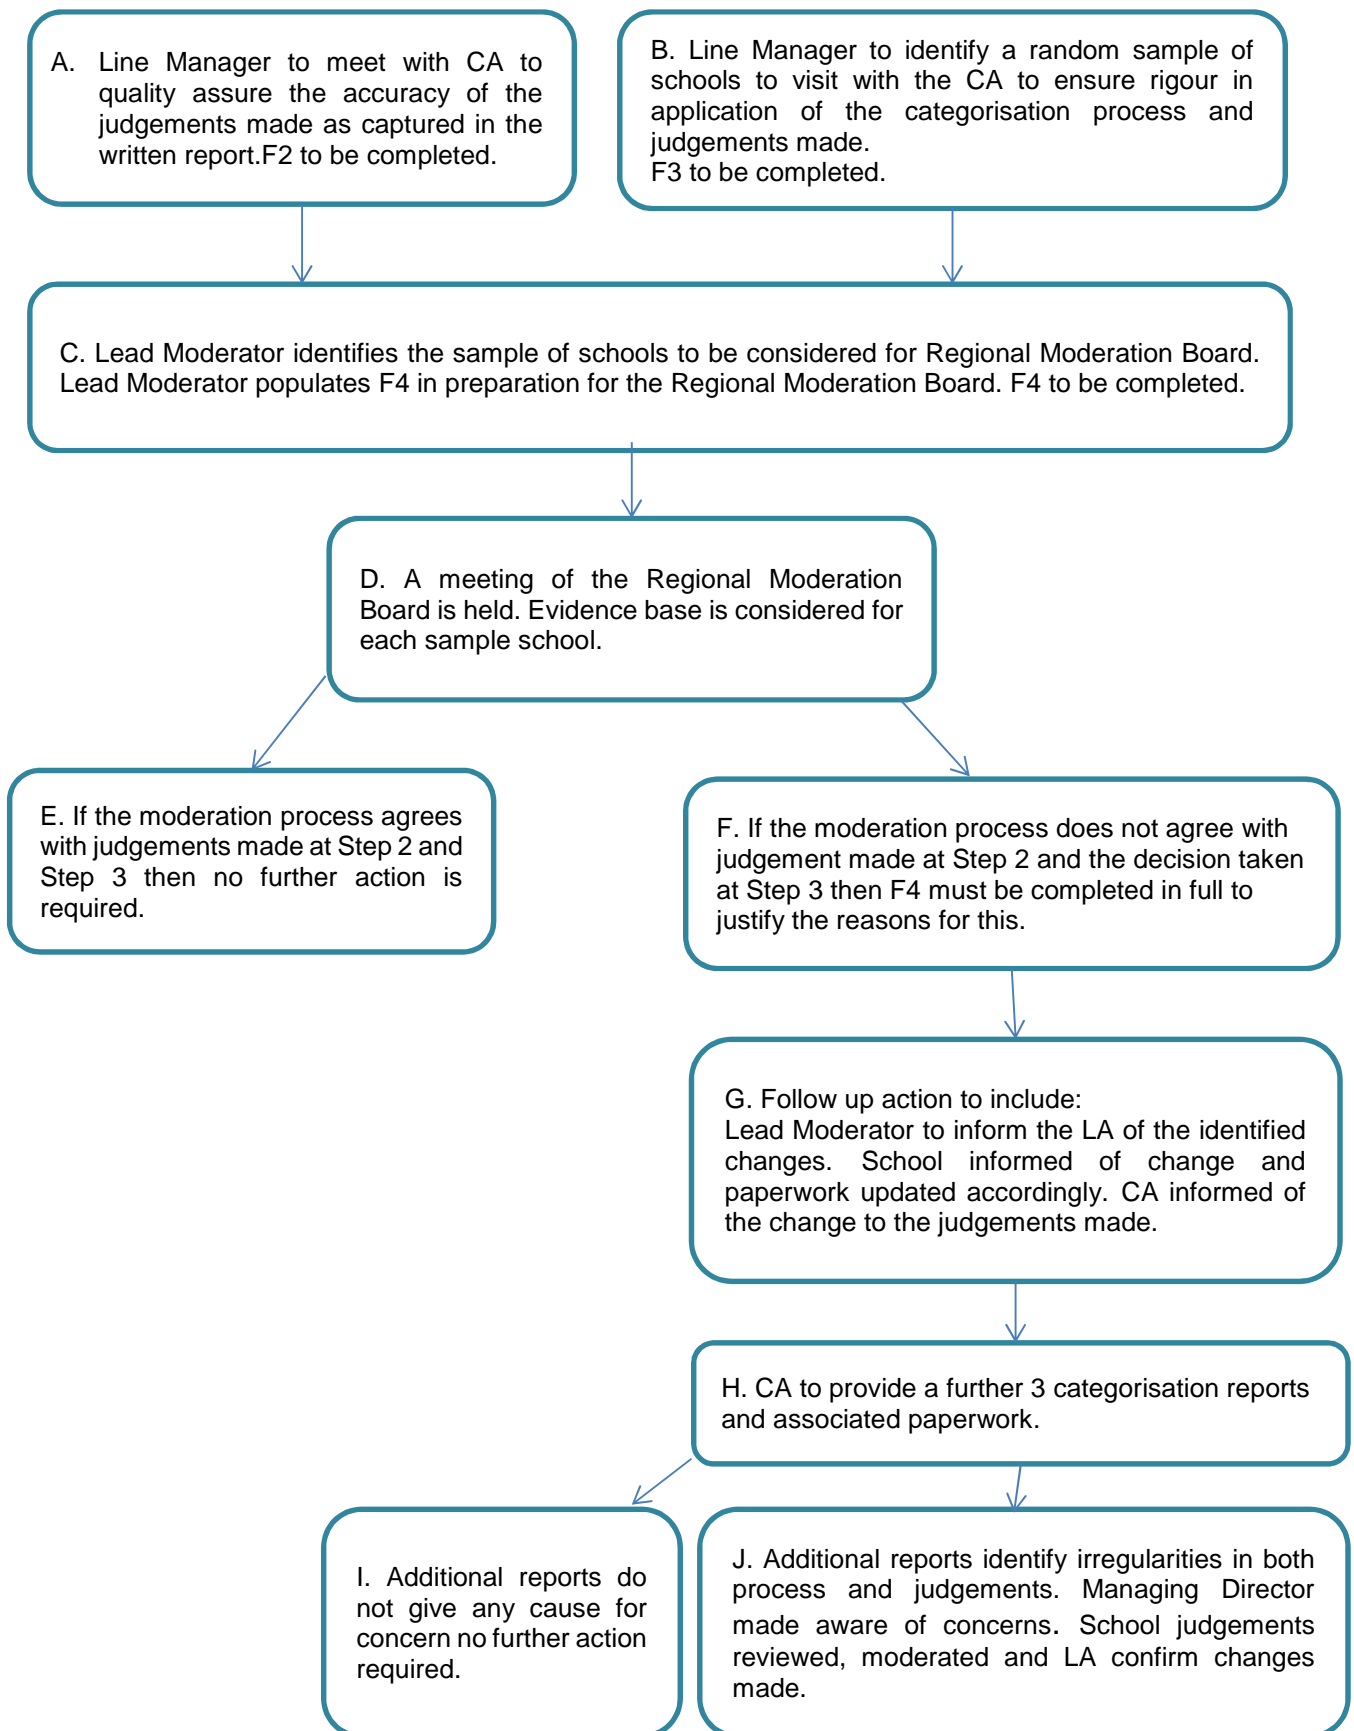 A. Line Manager to meet with CA to
quality assure the accuracy of the
judgements made as captured in the
written report.F2 to be completed.
B. Line Manager to identify a random sample of
schools to visit with the CA to ensure rigour in
application of the categorisation process and
judgements made.
F3 to be completed.
C. Lead Moderator identifies the sample of schools to be considered for Regional Moderation Board.
Lead Moderator populates F4 in preparation for the Regional Moderation Board. F4 to be completed.
D. A meeting of the Regional Moderation
Board is held. Evidence base is considered for
each sample school.
E. If the moderation process agrees
with judgements made at Step 2 and
Step 3 then no further action is
required.
F. If the moderation process does not agree with
judgement made at Step 2 and the decision taken
at Step 3 then F4 must be completed in full to
justify the reasons for this.
G. Follow up action to include:
Lead Moderator to inform the LA of the identified
changes. School informed of change and
paperwork updated accordingly. CA informed of
the change to the judgements made.
H. CA to provide a further 3 categorisation reports
and associated paperwork.
I. Additional reports do
not give any cause for
concern no further action
required.
J. Additional reports identify irregularities in both
process and judgements. Managing Director
made aware of concerns. School judgements
reviewed, moderated and LA confirm changes
made.